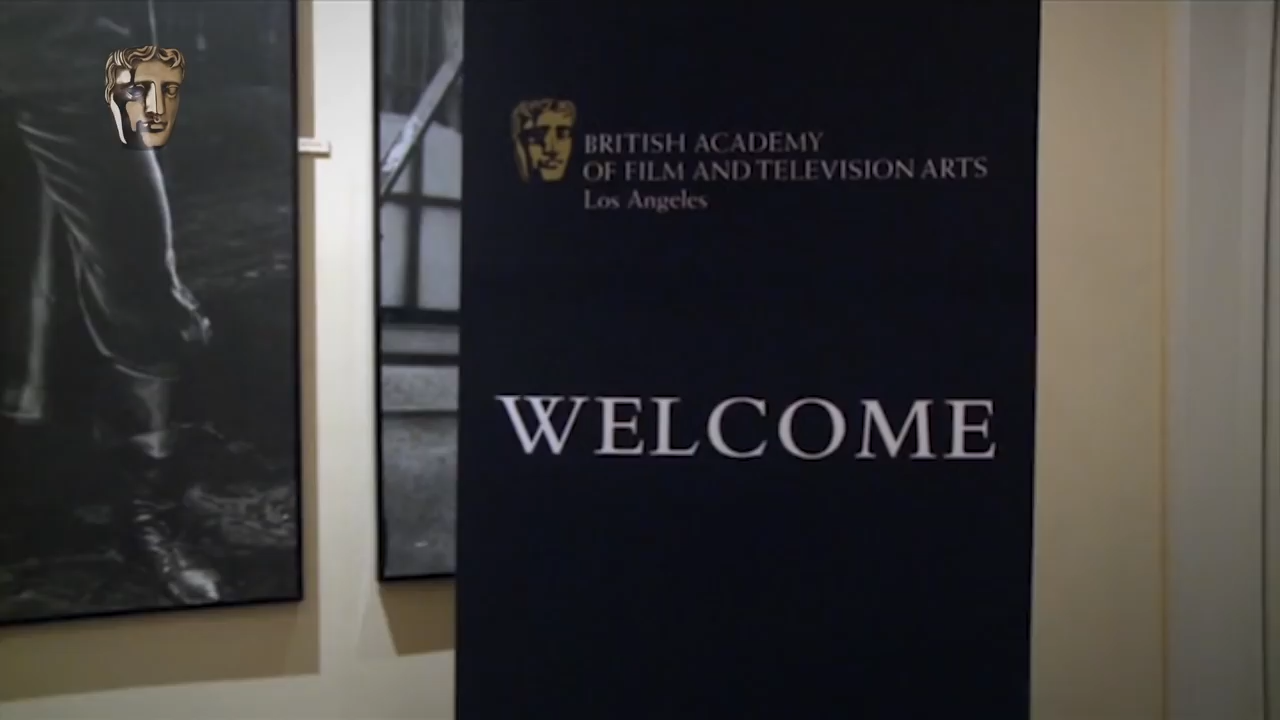 BRITISH ACADEMY
OF FILM AND TELEVISION ARTS
Los Angeles
WELCOME